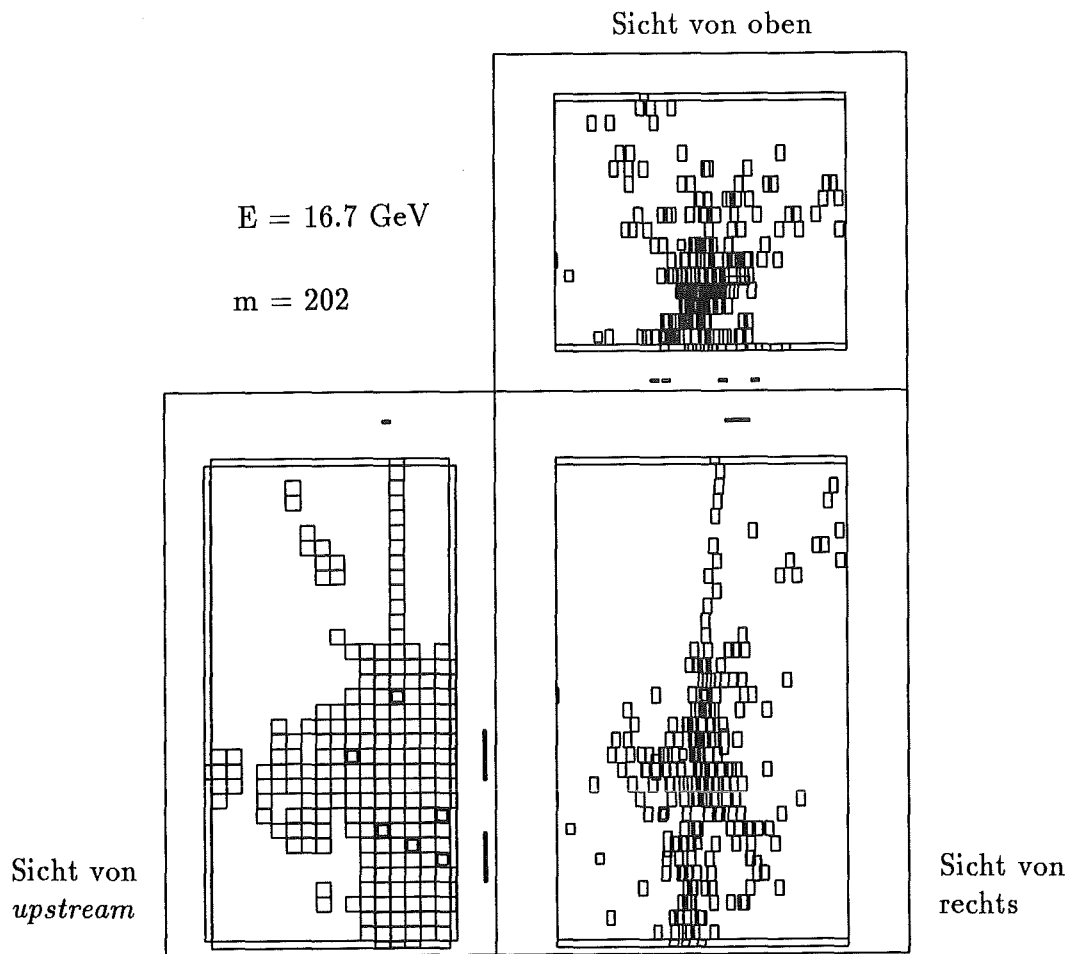 Sicht von oben
E = 16.7 GeV
m = 202
Sicht von
upstream
Sicht von
rechts